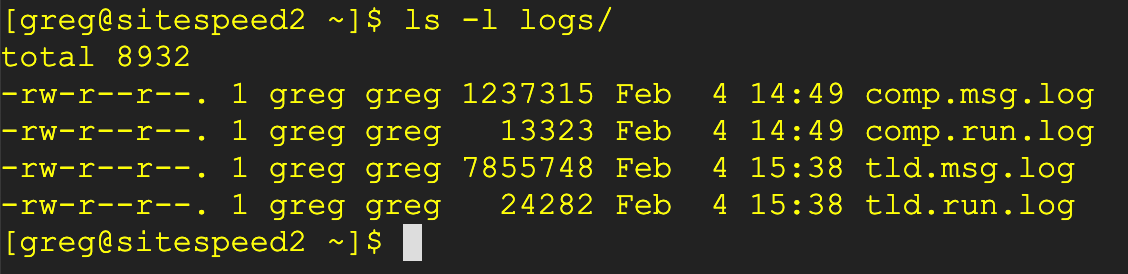 [greg@sitespeed2 ~]$ ls -l logs/
total 8932
-rw-r--r--. 1 greg greg 1237315 Feb  4 14:49 comp.msg.log
-rw-r--r--. 1 greg greg   13323 Feb  4 14:49 comp.run.log
-rw-r--r--. 1 greg greg 7855748 Feb  4 15:38 tld.msg.log
-rw-r--r--. 1 greg greg   24282 Feb  4 15:38 tld.run.log
[greg@sitespeed2 ~]$